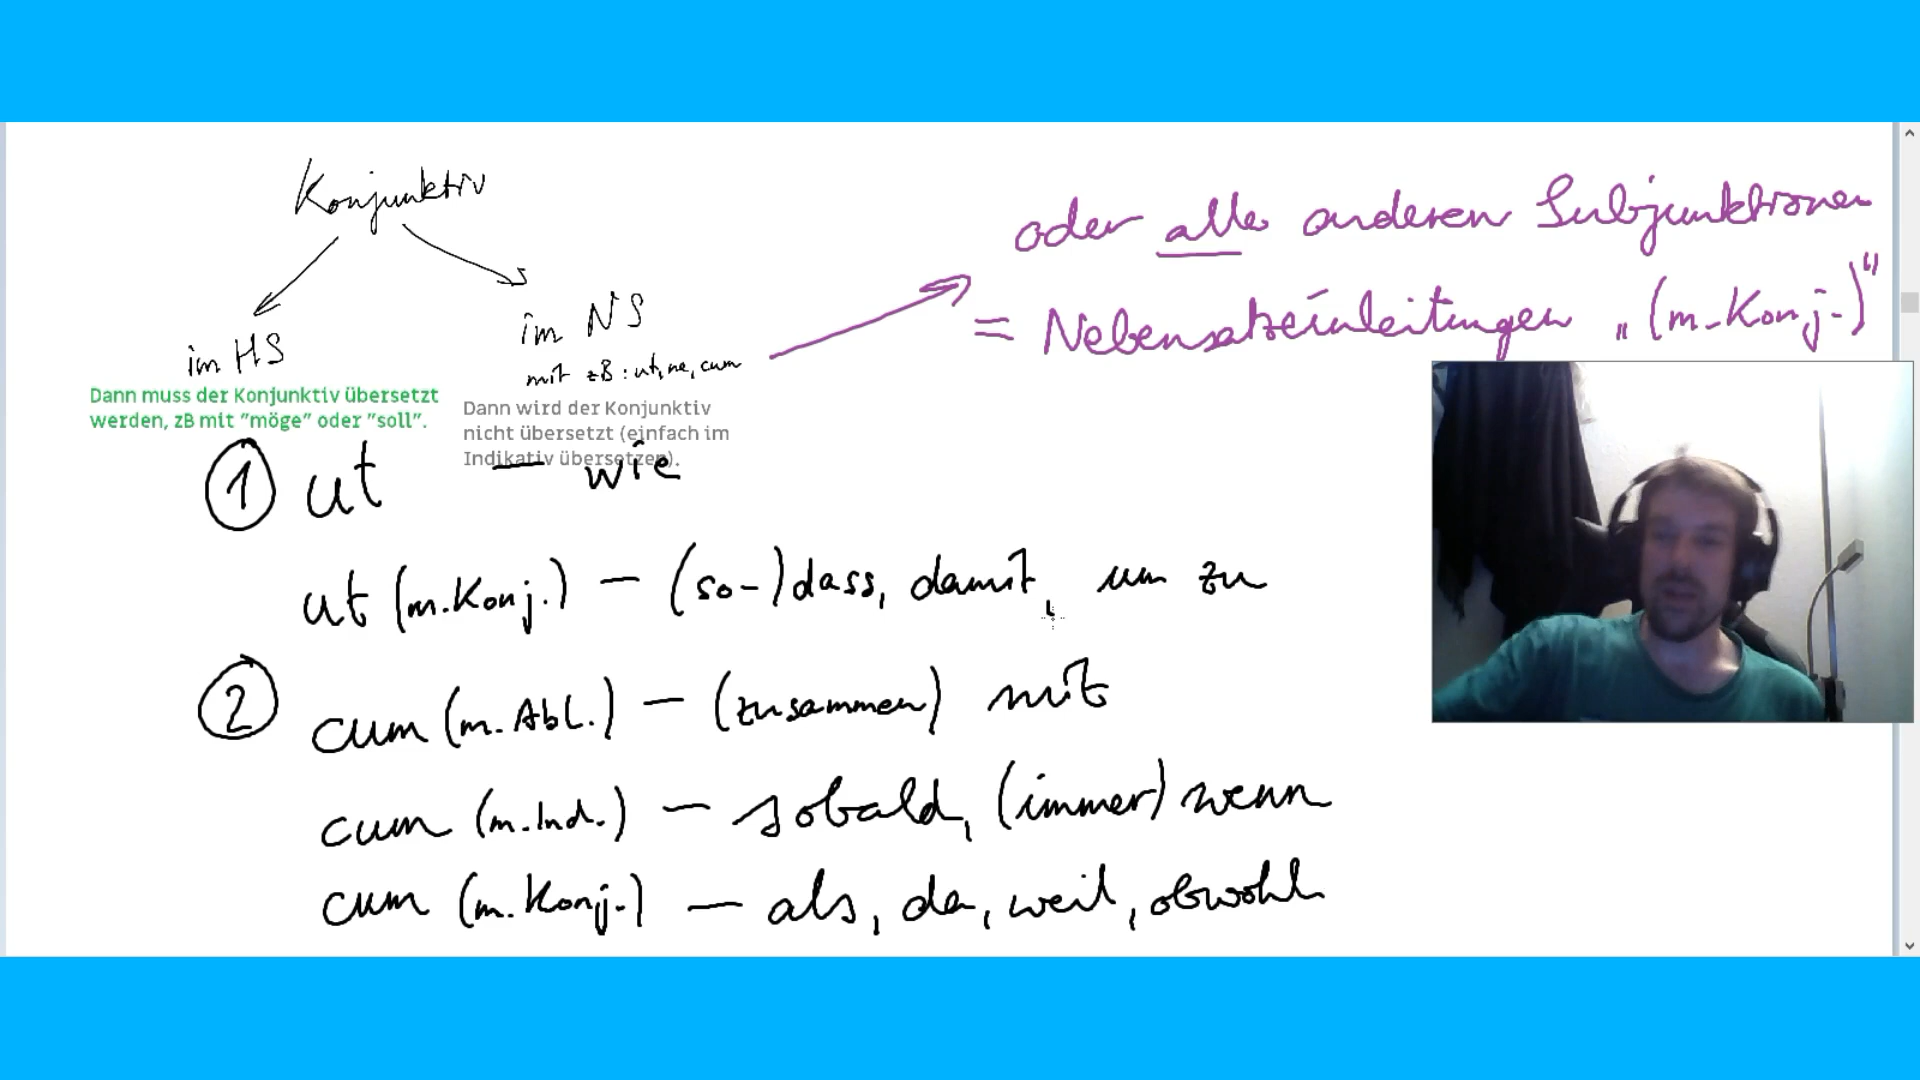 Konjunktiv
im HS
Dann muss der Konjunktiv übersetzt
werden, zB mit "möge" oder "soll".
im NS
mit zB: ut, ne, cum
Dann wird der Konjunktiv
nicht übersetzt (einfach im
Indikativ übersetzen).
oder alle anderen Subjunktionen
= Nebensatzeinleitungen „(m. Konj.)"
① ut — wie
ut (m. Konj.) — (so-)dass, damit, um zu
② cum (m. Abl.) — (zusammen) mit
cum (m. Ind.) — sobald, (immer) wenn
cum (m. Konj.) — als, da, weil, obwohl